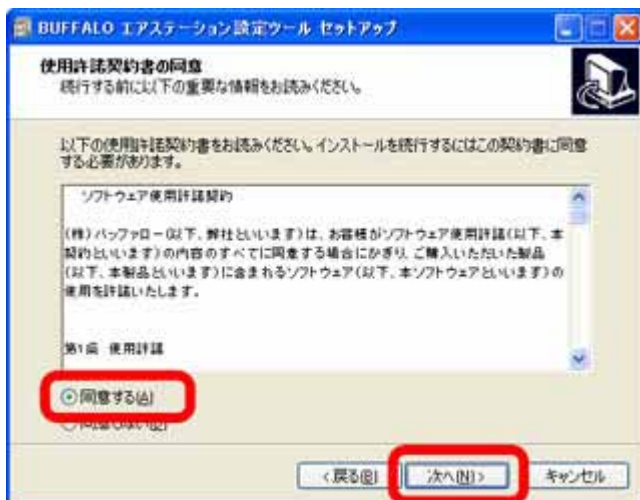 BUFFALO エアステーション設定ツール セットアップ
使用許諾契約書の同意
続行する前に以下の重要な情報をお読みください。
以下の使用許諾契約書をお読みください。インストールを続行するにはこの契約書に同意
する必要があります。
ソフトウェア使用許諾契約
(株)バッファロー(以下、弊社といいます)は、お客様がソフトウェア使用許諾(以下、本
契約といいます)の内容のすべてに同意する場合にかぎり、ご購入いただいた製品
(以下、本製品といいます)に含まれるソフトウェア(以下、本ソフトウェアといいます)の
使用を許諾いたします。
第1条 使用許諾
同意する(A)
同意しない(D)
<戻る(B)
次へ(N)>
キャンセル